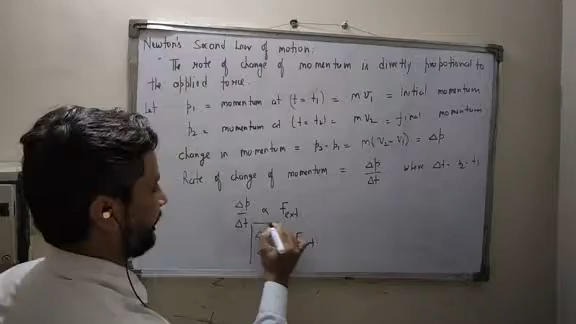 Newton's Second Law of motion:
" The rate of change of momentum is directly propotional to
the applied force.
Let p₁ = momentum at (t = t₁) = mv₁ = initial momentum
p₂ = momentum at (t = t₂) = mv₂ = final momentum
change in momentum = p₂ - p₁ = m(v₂ - v₁) = Δp
Rate of change of momentum = Δp/Δt where Δt = t₂ - t₁
Δp/Δt ∝ Fext